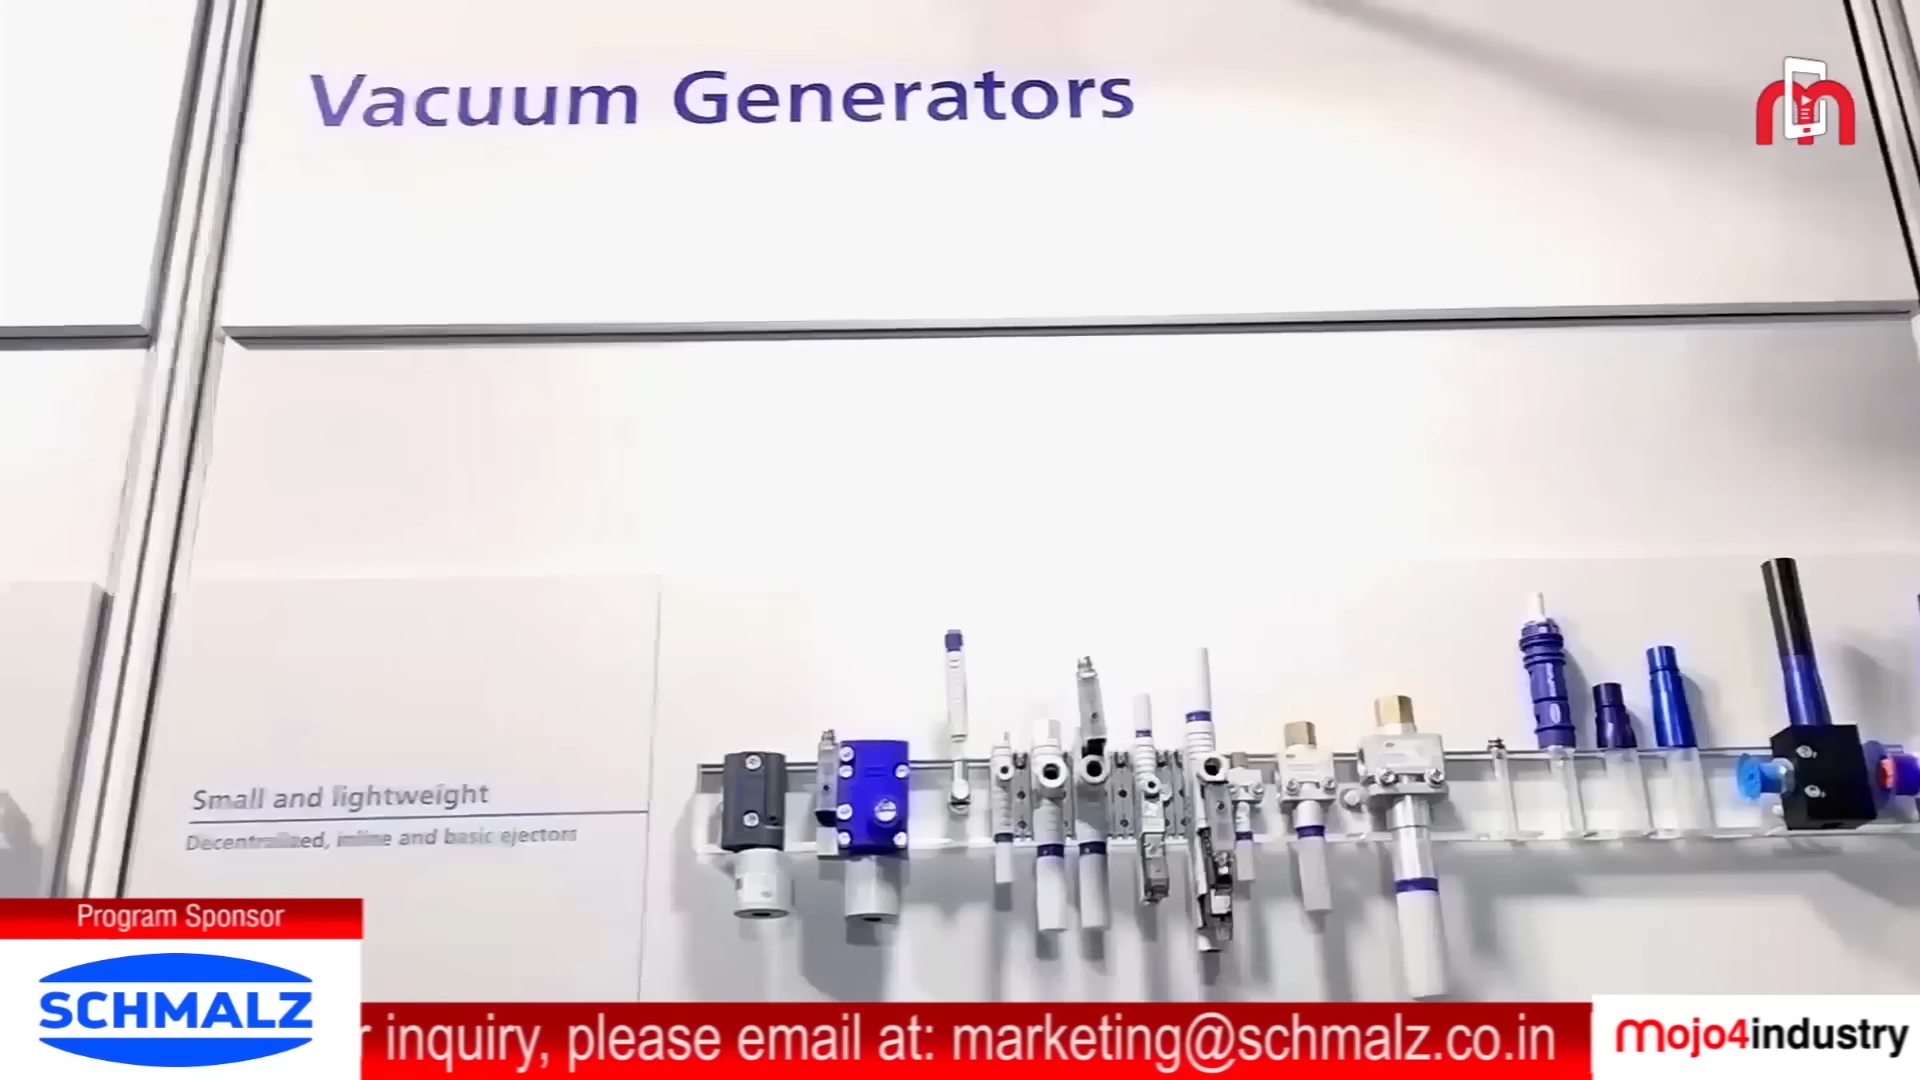 Vacuum Generators
Small and lightweight
Decentralized, inline and basic ejectors
Program Sponsor
SCHMALZ
r inquiry, please email at: marketing@schmalz.co.in
mojo4industry